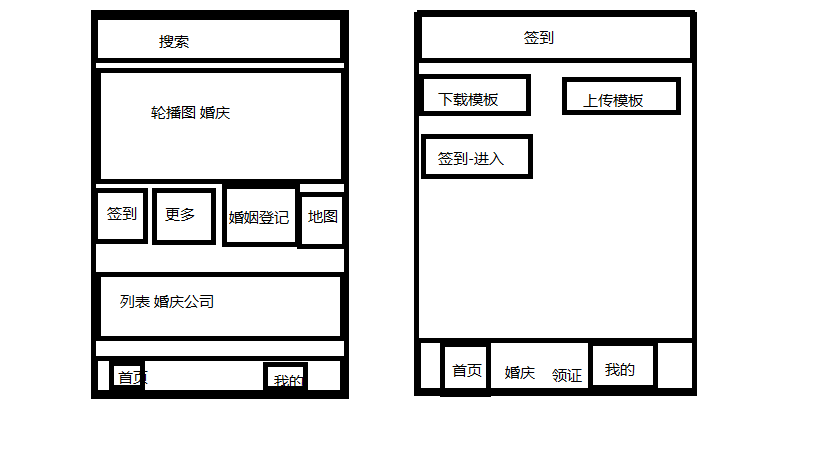 搜索
轮播图 婚庆
签到
更多
婚姻登记
地图
列表 婚庆公司
首页
我的
签到
下载模板
上传模板
签到-进入
首页
婚庆
领证
我的